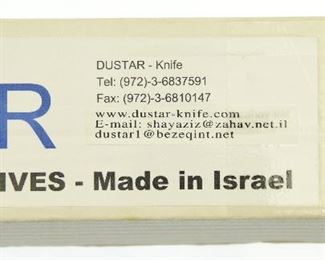 DUSTAR - Knife
Tel: (972)-3-6837591
Fax: (972)-3-6810147
www.dustar-knife.com
E-mail: shayaziz@zahav.net.il
dustar1@bezeqint.net
R
IVES - Made in Israel